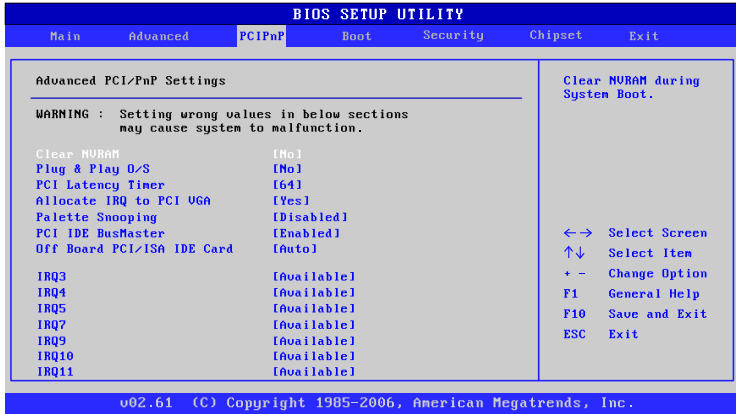 BIOS SETUP UTILITY
Main Advanced PCIPnP Boot Security Chipset Exit
Advanced PCI/PnP Settings
WARNING : Setting wrong values in below sections
may cause system to malfunction.
Clear NVRAM [No]
Plug & Play O/S [No]
PCI Latency Timer [64]
Allocate IRQ to PCI VGA [Yes]
Palette Snooping [Disabled]
PCI IDE BusMaster [Enabled]
Off Board PCI/ISA IDE Card [Auto]
IRQ3 [Available]
IRQ4 [Available]
IRQ5 [Available]
IRQ7 [Available]
IRQ9 [Available]
IRQ10 [Available]
IRQ11 [Available]
Clear NVRAM during
System Boot.
←→ Select Screen
↑↓ Select Item
+ - Change Option
F1 General Help
F10 Save and Exit
ESC Exit
v02.61 (C) Copyright 1985-2006, American Megatrends, Inc.